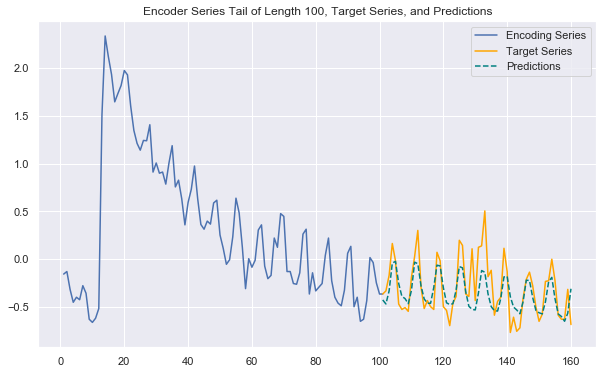 Encoder Series Tail of Length 100, Target Series, and Predictions
Encoding Series
Target Series
Predictions
2.0
1.5
1.0
0.5
0.0
−0.5
0 20 40 60 80 100 120 140 160